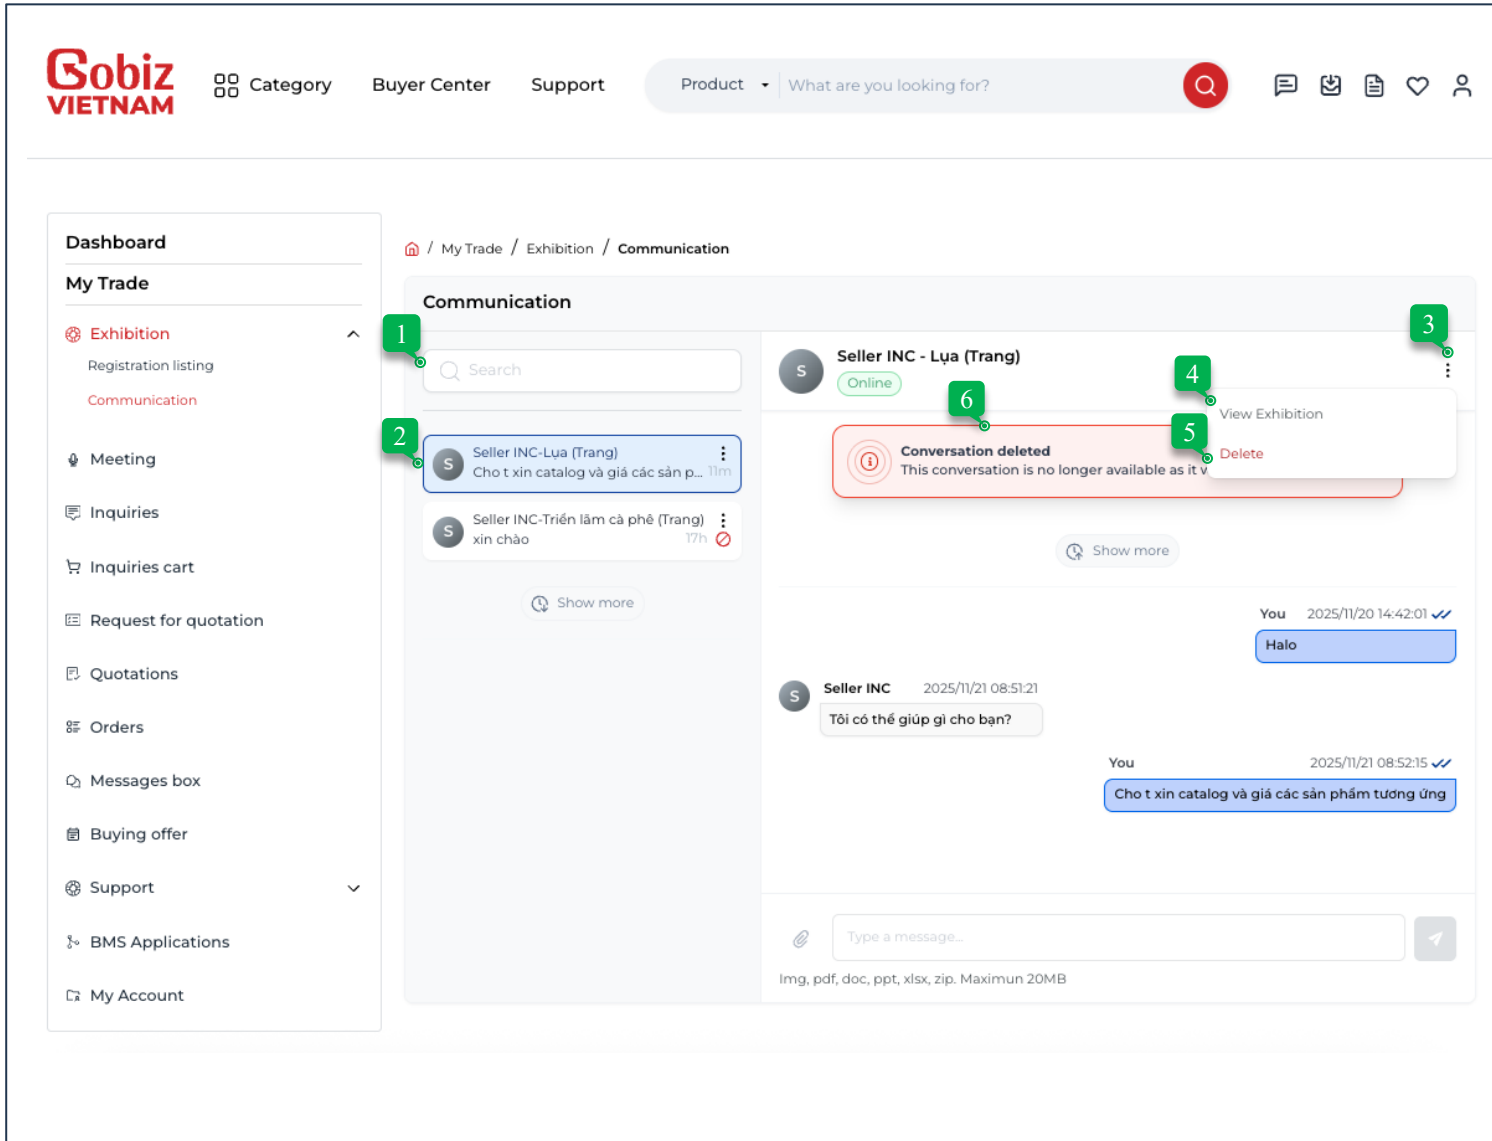 Gobiz
VIETNAM
Category
Buyer Center
Support
Product
What are you looking for?
Dashboard
My Trade
Exhibition
Registration listing
Communication
Meeting
Inquiries
Inquiries cart
Request for quotation
Quotations
Orders
Messages box
Buying offer
Support
BMS Applications
My Account
/ My Trade / Exhibition / Communication
Communication
1
Search
2
S
Seller INC-Lụa (Trang)
Cho t xin catalog và giá các sản p... 11m
S
Seller INC-Triển lãm cà phê (Trang)
xin chào 17h
Show more
S
Seller INC - Lụa (Trang)
Online
3
4
View Exhibition
5
Delete
6
Conversation deleted
This conversation is no longer available as it
Show more
You 2025/11/20 14:42:01
Halo
S
Seller INC 2025/11/21 08:51:21
Tôi có thể giúp gì cho bạn?
You 2025/11/21 08:52:15
Cho t xin catalog và giá các sản phẩm tương ứng
Type a message...
Img, pdf, doc, ppt, xlsx, zip. Maximun 20MB